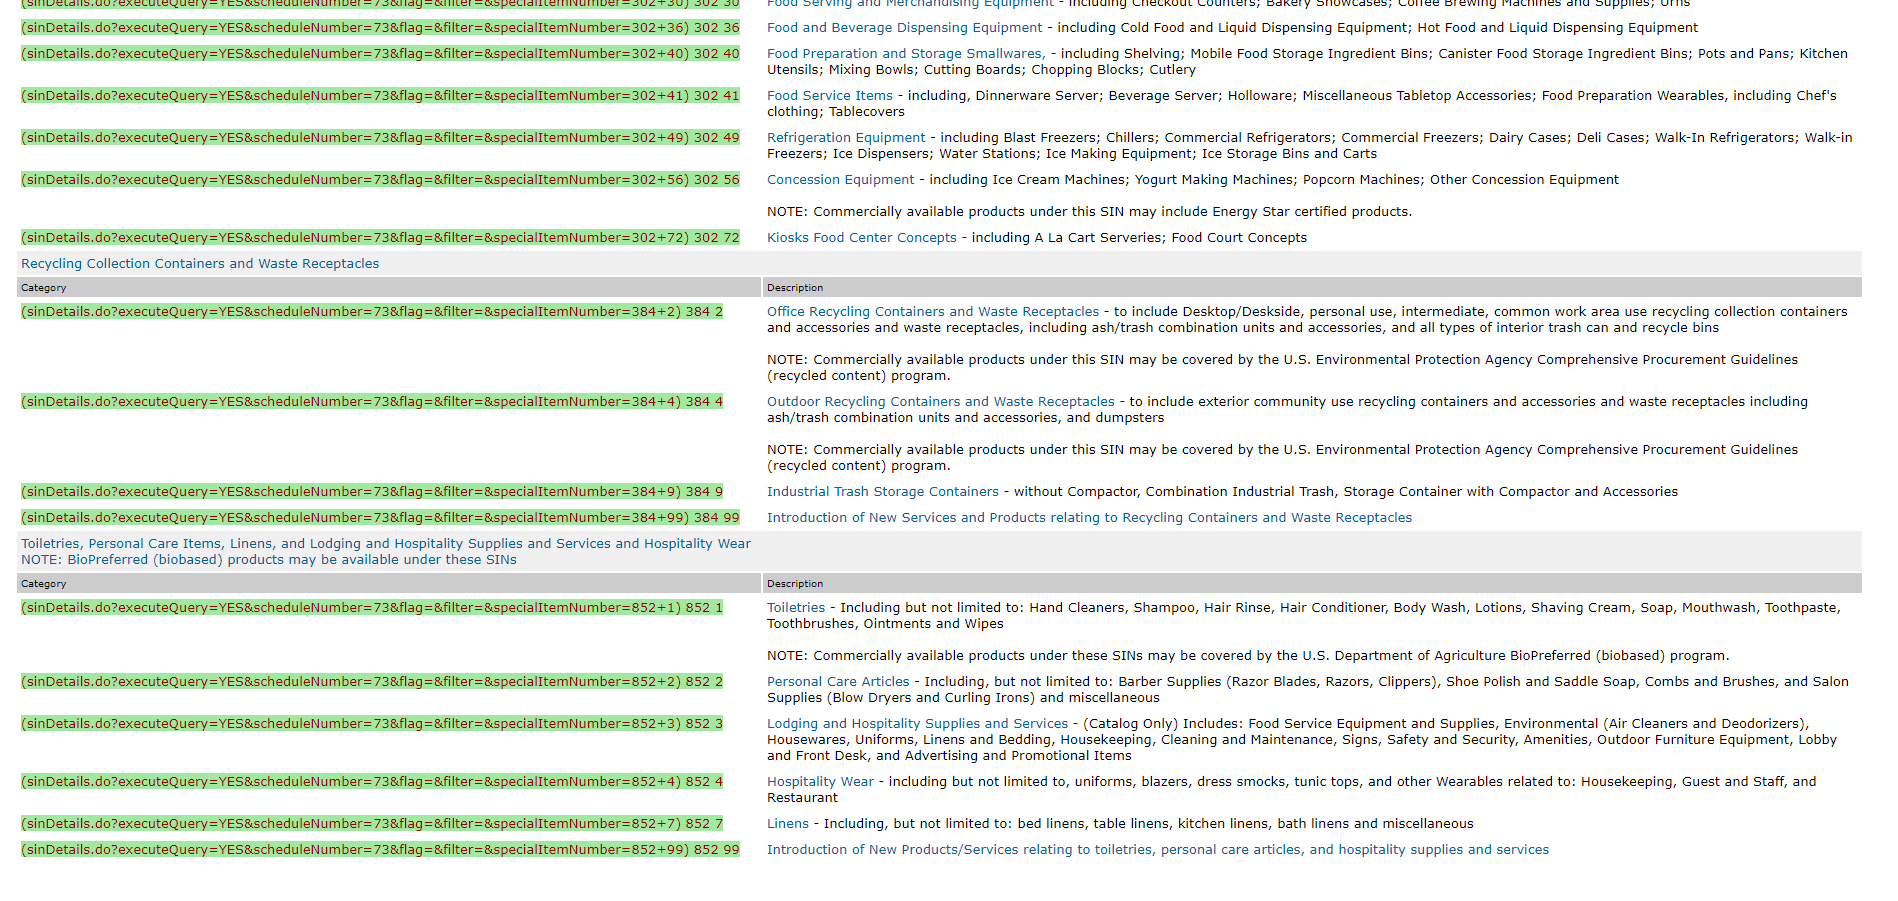 (sinDetails.do?executeQuery=YES&scheduleNumber=73&flag=&filter=&specialItemNumber=302+30) 302 30
Food Serving and Merchandising Equipment - including Checkout Counters; Bakery Showcases; Coffee Brewing Machines and Supplies; Urns
(sinDetails.do?executeQuery=YES&scheduleNumber=73&flag=&filter=&specialItemNumber=302+36) 302 36
Food and Beverage Dispensing Equipment - including Cold Food and Liquid Dispensing Equipment; Hot Food and Liquid Dispensing Equipment
(sinDetails.do?executeQuery=YES&scheduleNumber=73&flag=&filter=&specialItemNumber=302+40) 302 40
Food Preparation and Storage Smallwares, - including Shelving; Mobile Food Storage Ingredient Bins; Canister Food Storage Ingredient Bins; Pots and Pans; Kitchen
Utensils; Mixing Bowls; Cutting Boards; Chopping Blocks; Cutlery
(sinDetails.do?executeQuery=YES&scheduleNumber=73&flag=&filter=&specialItemNumber=302+41) 302 41
Food Service Items - including, Dinnerware Server; Beverage Server; Holloware; Miscellaneous Tabletop Accessories; Food Preparation Wearables, including Chef's
clothing; Tablecovers
(sinDetails.do?executeQuery=YES&scheduleNumber=73&flag=&filter=&specialItemNumber=302+49) 302 49
Refrigeration Equipment - including Blast Freezers; Chillers; Commercial Refrigerators; Commercial Freezers; Dairy Cases; Deli Cases; Walk-In Refrigerators; Walk-in
Freezers; Ice Dispensers; Water Stations; Ice Making Equipment; Ice Storage Bins and Carts
(sinDetails.do?executeQuery=YES&scheduleNumber=73&flag=&filter=&specialItemNumber=302+56) 302 56
Concession Equipment - including Ice Cream Machines; Yogurt Making Machines; Popcorn Machines; Other Concession Equipment
NOTE: Commercially available products under this SIN may include Energy Star certified products.
(sinDetails.do?executeQuery=YES&scheduleNumber=73&flag=&filter=&specialItemNumber=302+72) 302 72
Kiosks Food Center Concepts - including A La Cart Serveries; Food Court Concepts
Recycling Collection Containers and Waste Receptacles
Category
Description
(sinDetails.do?executeQuery=YES&scheduleNumber=73&flag=&filter=&specialItemNumber=384+2) 384 2
Office Recycling Containers and Waste Receptacles - to include Desktop/Deskside, personal use, intermediate, common work area use recycling collection containers
and accessories and waste receptacles, including ash/trash combination units and accessories, and all types of interior trash can and recycle bins
NOTE: Commercially available products under this SIN may be covered by the U.S. Environmental Protection Agency Comprehensive Procurement Guidelines
(recycled content) program.
(sinDetails.do?executeQuery=YES&scheduleNumber=73&flag=&filter=&specialItemNumber=384+4) 384 4
Outdoor Recycling Containers and Waste Receptacles - to include exterior community use recycling containers and accessories and waste receptacles including
ash/trash combination units and accessories, and dumpsters
NOTE: Commercially available products under this SIN may be covered by the U.S. Environmental Protection Agency Comprehensive Procurement Guidelines
(recycled content) program.
(sinDetails.do?executeQuery=YES&scheduleNumber=73&flag=&filter=&specialItemNumber=384+9) 384 9
Industrial Trash Storage Containers - without Compactor, Combination Industrial Trash, Storage Container with Compactor and Accessories
(sinDetails.do?executeQuery=YES&scheduleNumber=73&flag=&filter=&specialItemNumber=384+99) 384 99
Introduction of New Services and Products relating to Recycling Containers and Waste Receptacles
Toiletries, Personal Care Items, Linens, and Lodging and Hospitality Supplies and Services and Hospitality Wear
NOTE: BioPreferred (biobased) products may be available under these SINs
Category
Description
(sinDetails.do?executeQuery=YES&scheduleNumber=73&flag=&filter=&specialItemNumber=852+1) 852 1
Toiletries - Including but not limited to: Hand Cleaners, Shampoo, Hair Rinse, Hair Conditioner, Body Wash, Lotions, Shaving Cream, Soap, Mouthwash, Toothpaste,
Toothbrushes, Ointments and Wipes
NOTE: Commercially available products under these SINs may be covered by the U.S. Department of Agriculture BioPreferred (biobased) program.
(sinDetails.do?executeQuery=YES&scheduleNumber=73&flag=&filter=&specialItemNumber=852+2) 852 2
Personal Care Articles - Including, but not limited to: Barber Supplies (Razor Blades, Razors, Clippers), Shoe Polish and Saddle Soap, Combs and Brushes, and Salon
Supplies (Blow Dryers and Curling Irons) and miscellaneous
(sinDetails.do?executeQuery=YES&scheduleNumber=73&flag=&filter=&specialItemNumber=852+3) 852 3
Lodging and Hospitality Supplies and Services - (Catalog Only) Includes: Food Service Equipment and Supplies, Environmental (Air Cleaners and Deodorizers),
Housewares, Uniforms, Linens and Bedding, Housekeeping, Cleaning and Maintenance, Signs, Safety and Security, Amenities, Outdoor Furniture Equipment, Lobby
and Front Desk, and Advertising and Promotional Items
(sinDetails.do?executeQuery=YES&scheduleNumber=73&flag=&filter=&specialItemNumber=852+4) 852 4
Hospitality Wear - including but not limited to, uniforms, blazers, dress smocks, tunic tops, and other Wearables related to: Housekeeping, Guest and Staff, and
Restaurant
(sinDetails.do?executeQuery=YES&scheduleNumber=73&flag=&filter=&specialItemNumber=852+7) 852 7
Linens - Including, but not limited to: bed linens, table linens, kitchen linens, bath linens and miscellaneous
(sinDetails.do?executeQuery=YES&scheduleNumber=73&flag=&filter=&specialItemNumber=852+99) 852 99
Introduction of New Products/Services relating to toiletries, personal care articles, and hospitality supplies and services